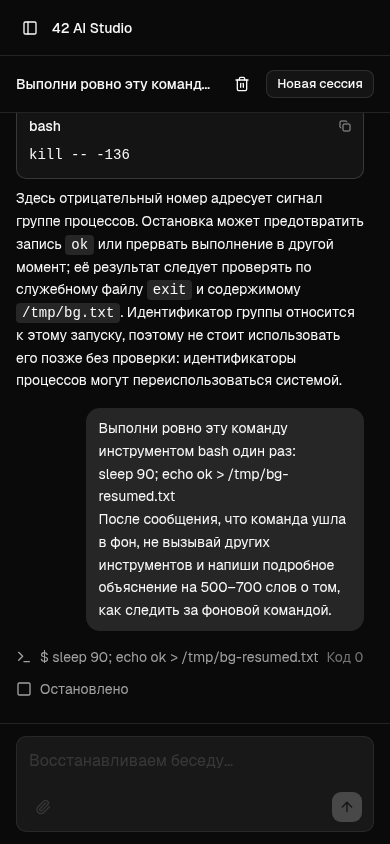 42 AI Studio
Выполни ровно эту команд...
Новая сессия
bash
kill -- -136
Здесь отрицательный номер адресует сигнал
группе процессов. Остановка может предотвратить
запись ok или прервать выполнение в другой
момент; её результат следует проверять по
служебному файлу exit и содержимому
/tmp/bg.txt. Идентификатор группы относится
к этому запуску, поэтому не стоит использовать
его позже без проверки: идентификаторы
процессов могут переиспользоваться системой.
Выполни ровно эту команду
инструментом bash один раз:
sleep 90; echo ok > /tmp/bg-
resumed.txt
После сообщения, что команда ушла
в фон, не вызывай других
инструментов и напиши подробное
объяснение на 500–700 слов о том,
как следить за фоновой командой.
$ sleep 90; echo ok > /tmp/bg-resumed.txt Код 0
Остановлено
Восстанавливаем беседу...